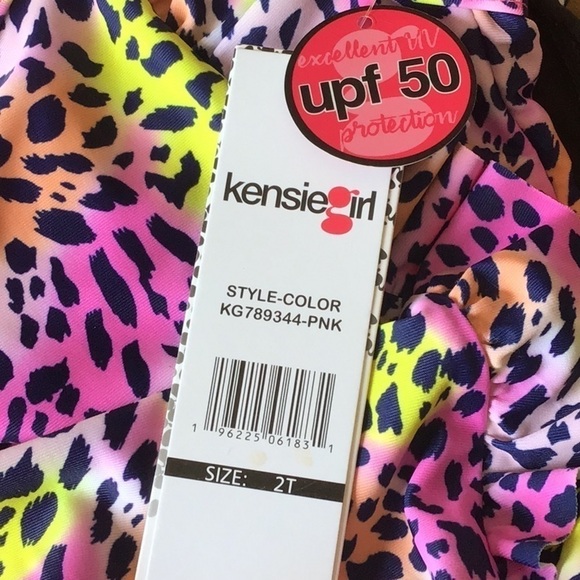 excellent UV
upf 50
protection
kensiegirl
STYLE-COLOR
KG789344-PNK
1 96225 06183 1
SIZE: 2T